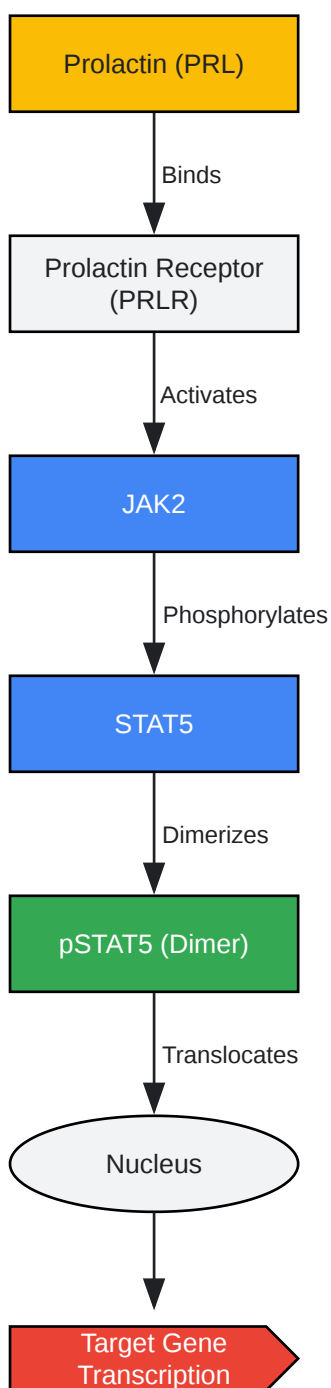 Prolactin (PRL)
Binds
Prolactin Receptor
(PRLR)
Activates
JAK2
Phosphorylates
STAT5
Dimerizes
pSTAT5 (Dimer)
Translocates
Nucleus
Target Gene
Transcription